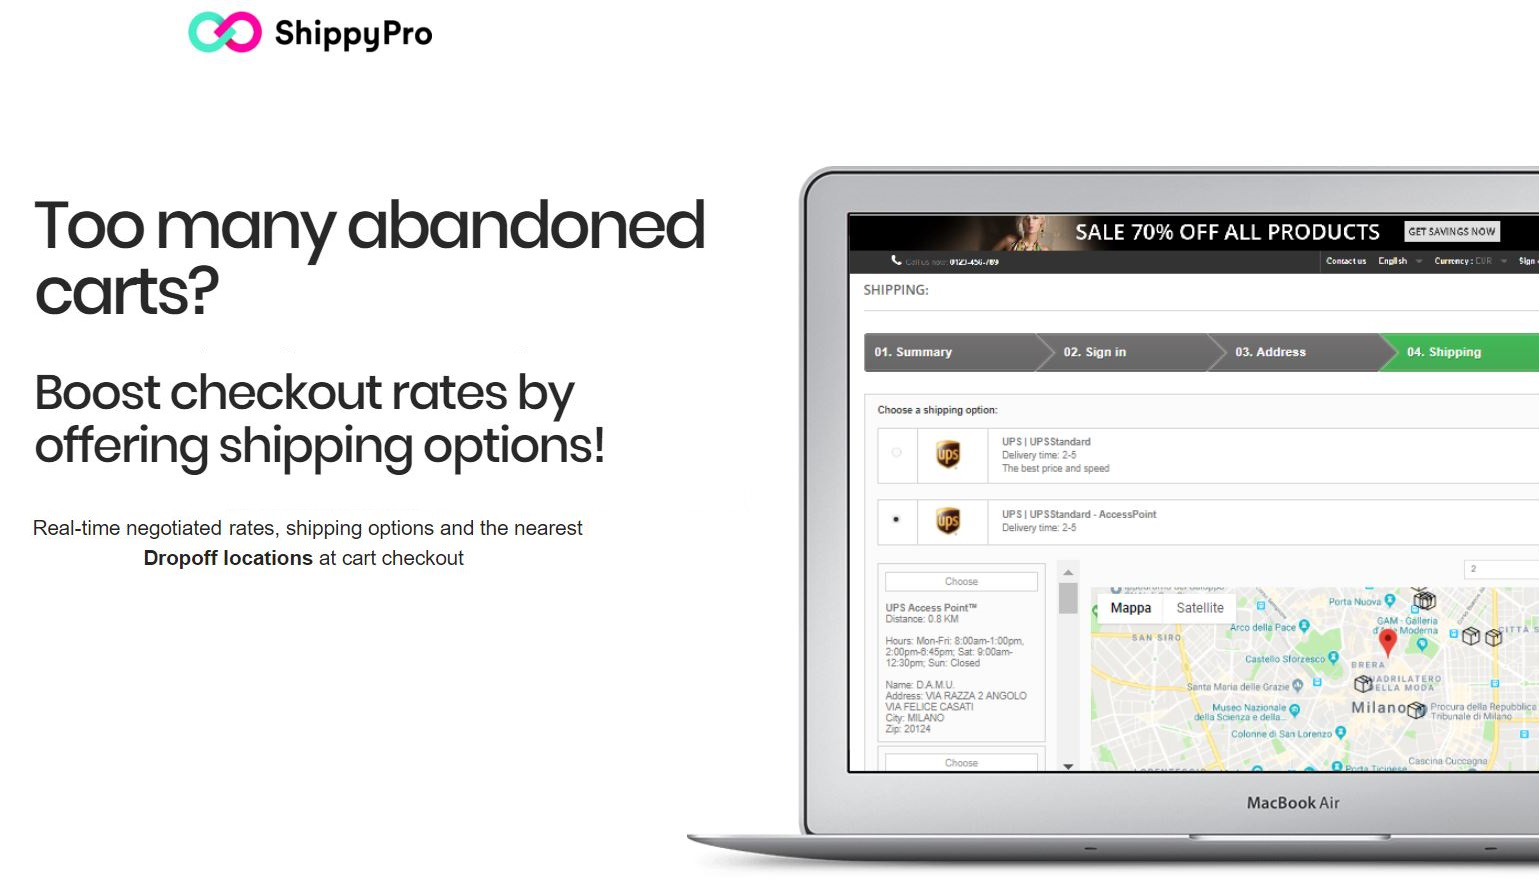 ShippyPro
Too many abandoned
carts?
Boost checkout rates by
offering shipping options!
Real-time negotiated rates, shipping options and the nearest
Dropoff locations at cart checkout
SALE 70% OFF ALL PRODUCTS
GET SAVINGS NOW
Call us now: 0123-456-789
Contact us English Currency : EUR Sign
SHIPPING:
01. Summary
02. Sign in
03. Address
04. Shipping
Choose a shipping option:
ups
UPS | UPS Standard
Delivery time: 2-5
The best price and speed
ups
UPS | UPS Standard - AccessPoint
Delivery time: 2-5
2
Choose
UPS Access Point™
Distance: 0.8 KM
Hours: Mon-Fri: 8:00am-1:00pm,
2:00pm-6:45pm; Sat: 9:00am-
12:30pm; Sun: Closed
Name: D.A.M.U.
Address: VIA RAZZA 2 ANGOLO
VIA FELICE CASATI
City: MILANO
Zip: 20124
Choose
Mappa
Satellite
Porta Nuova
Arco della Pace
GAM - Galleria
d'Arte Moderna
SAN SIRO
CITTÀ S
Castello Sforzesco
BRERA
Santa Maria delle Grazie
QUADRILATERO
DELLA MODA
Museo Nazionale
della Scienza e della...
Milano
Procura della Repubblica
Tribunale di Milano
Colonne di San Lorenzo
Cascina Cuccagna
Porta Ticinese
MacBook Air